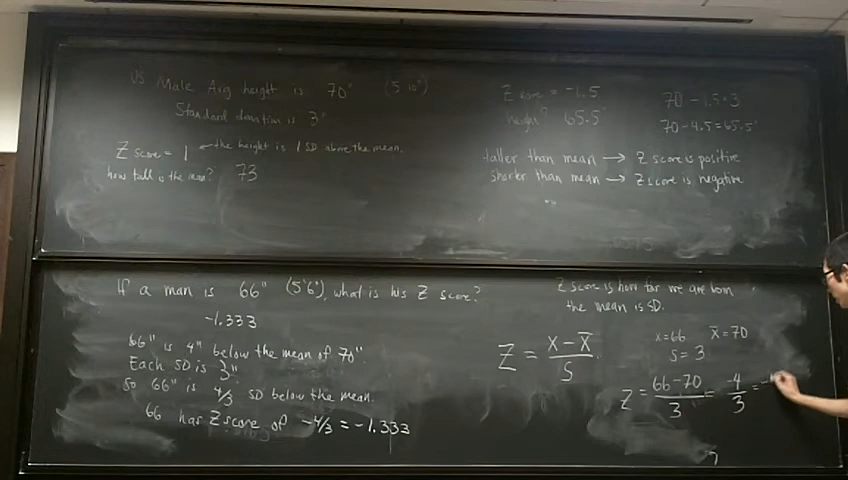 US Male Avg height is 70" (5'10")
Standard deviation is 3"
Z score = 1 ← the height is 1 SD above the mean.
how tall is the man? 73
Z score = -1.5
height? 65.5"
70 - 1.5*3
70 - 4.5 = 65.5"
taller than mean → Z score is positive
shorter than mean → Z score is negative
If a man is 66" (5'6"), what is his Z score?
-1.333
66" is 4" below the mean of 70".
Each SD is 3".
So 66" is 4/3 SD below the mean.
66 has Z score of -4/3 = -1.333
Z score is how far we are
the mean is SD.
Z = (x - x̄)/s
x=66 x̄=70
s = 3
Z = (66-70)/3 = -4/3 = -